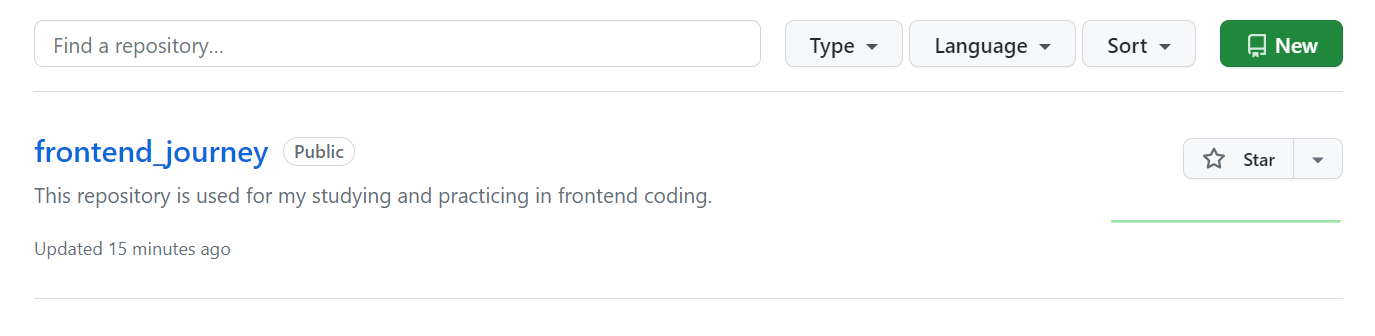 Find a repository…
Type
Language
Sort
New
frontend_journey Public
Star
This repository is used for my studying and practicing in frontend coding.
Updated 15 minutes ago